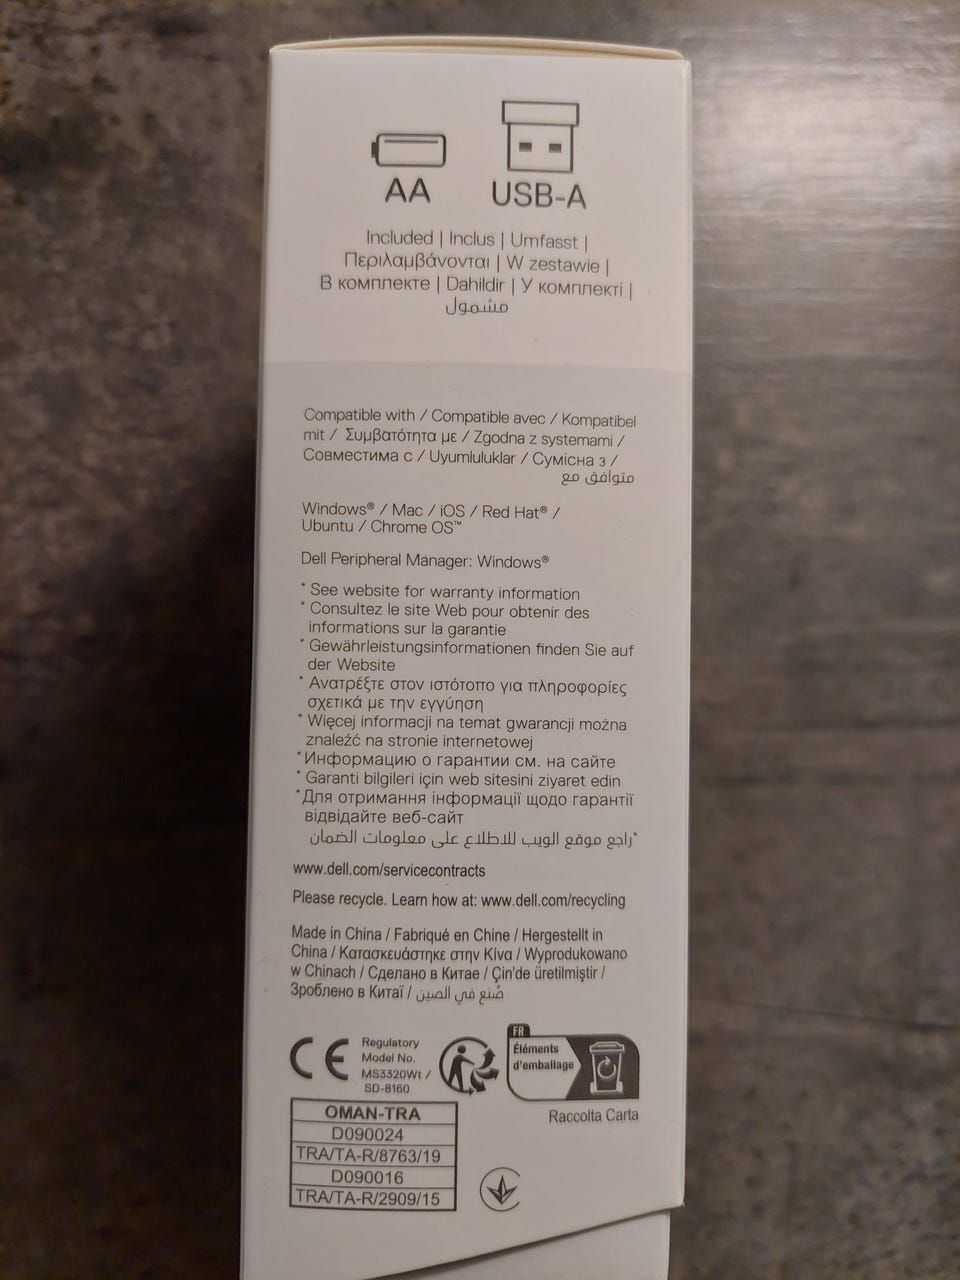 AA
USB-A
Included | Inclus | Umfasst |
Περιλαμβάνονται | W zestawie |
В комплекте | Dahildir | У комплекті |
مشمول
Compatible with / Compatible avec / Kompatibel
mit / Συμβατότητα με / Zgodna z systemami /
Совместима с / Uyumluluklar / Сумісна з /
متوافق مع
Windows® / Mac / iOS / Red Hat® /
Ubuntu / Chrome OS™
Dell Peripheral Manager: Windows®
* See website for warranty information
* Consultez le site Web pour obtenir des
informations sur la garantie
* Gewährleistungsinformationen finden Sie auf
der Website
* Ανατρέξτε στον ιστότοπο για πληροφορίες
σχετικά με την εγγύηση
* Więcej informacji na temat gwarancji można
znaleźć na stronie internetowej
* Информацию о гарантии см. на сайте
* Garanti bilgileri için web sitesini ziyaret edin
* Для отримання інформації щодо гарантії
відвідайте веб-сайт
*راجع موقع الويب للاطلاع على معلومات الضمان
www.dell.com/servicecontracts
Please recycle. Learn how at: www.dell.com/recycling
Made in China / Fabriqué en Chine / Hergestellt in
China / Κατασκευάστηκε στην Κίνα / Wyprodukowano
w Chinach / Сделано в Китае / Çin'de üretilmiştir /
Зроблено в Китаї / صُنع في الصين
CE
Regulatory
Model No.
MS3320Wt /
SD-8160
FR
Éléments
d'emballage
Raccolta Carta
OMAN-TRA
D090024
TRA/TA-R/8763/19
D090016
TRA/TA-R/2909/15